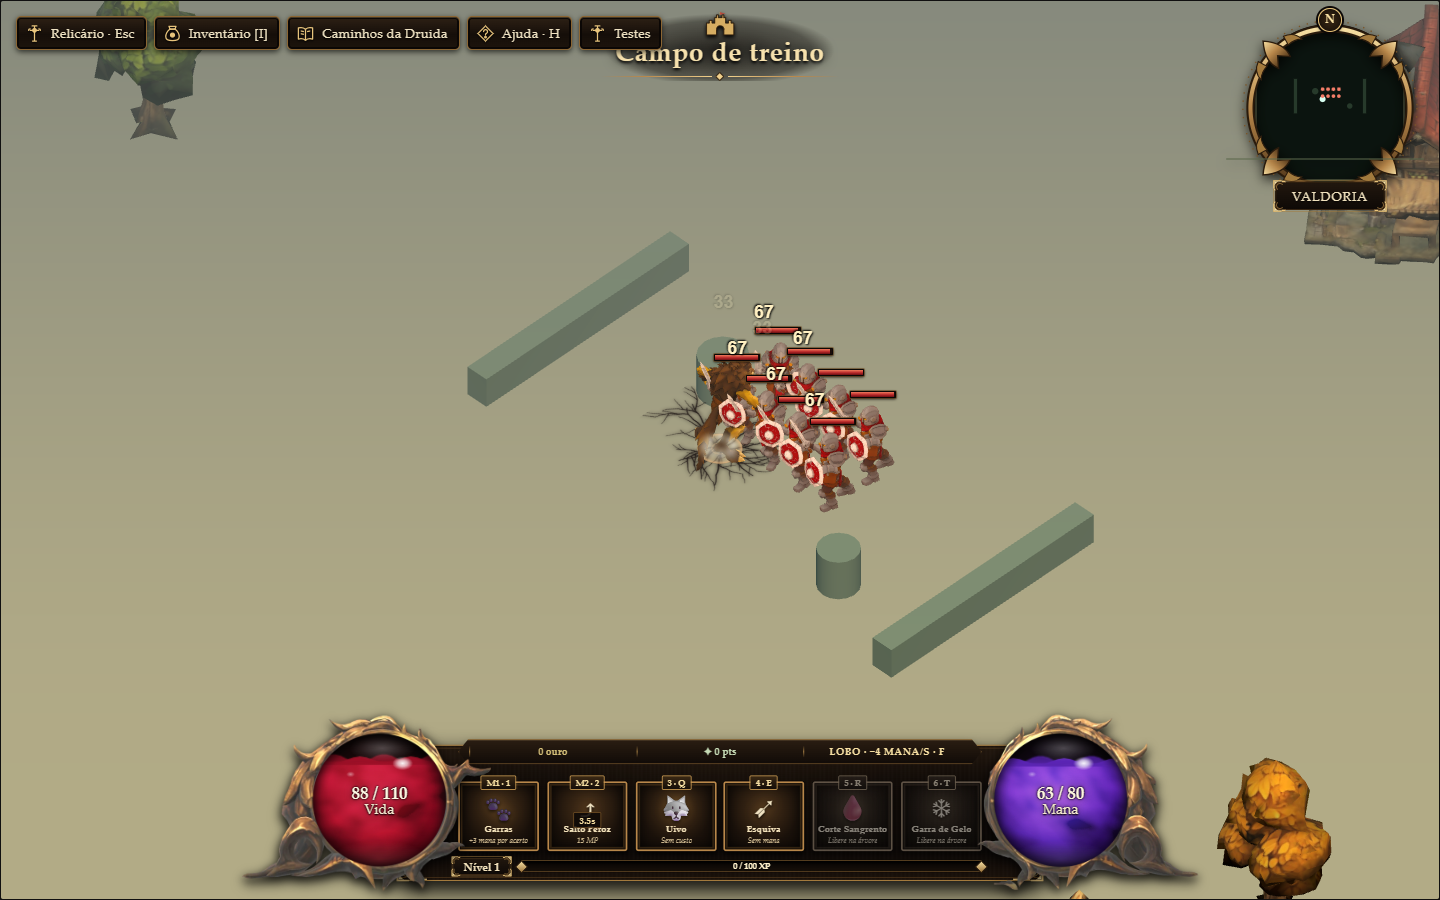 Relicário · Esc
Inventário [I]
Caminhos da Druida
Ajuda · H
Testes
Campo de treino
N
VALDORIA
33
67
33
67
67
67
67
0 ouro
0 pts
LOBO · −4 MANA/S · F
88 / 110
Vida
63 / 80
Mana
M1 · 1
Garras
+3 mana por acerto
M2 · 2
3.5s
Salto Feroz
15 MP
3 · Q
Uivo
Sem custo
4 · E
Esquiva
Sem mana
5 · R
Corte Sangrento
Libere na árvore
6 · T
Garra de Gelo
Libere na árvore
Nível 1
0 / 100 XP